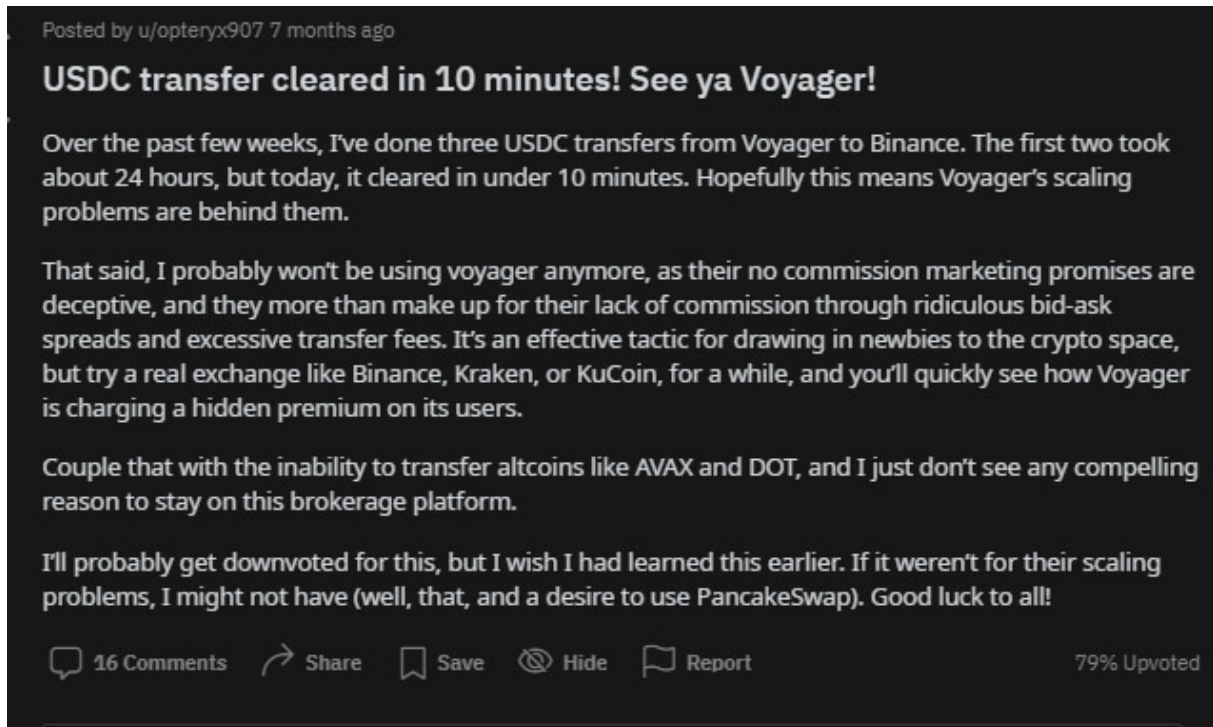 Posted by u/opteryx907 7 months ago
USDC transfer cleared in 10 minutes! See ya Voyager!
Over the past few weeks, I've done three USDC transfers from Voyager to Binance. The first two took
about 24 hours, but today, it cleared in under 10 minutes. Hopefully this means Voyager's scaling
problems are behind them.
That said, I probably won't be using voyager anymore, as their no commission marketing promises are
deceptive, and they more than make up for their lack of commission through ridiculous bid-ask
spreads and excessive transfer fees. It's an effective tactic for drawing in newbies to the crypto space,
but try a real exchange like Binance, Kraken, or KuCoin, for a while, and you'll quickly see how Voyager
is charging a hidden premium on its users.
Couple that with the inability to transfer altcoins like AVAX and DOT, and I just don't see any compelling
reason to stay on this brokerage platform.
I'll probably get downvoted for this, but I wish I had learned this earlier. If it weren't for their scaling
problems, I might not have (well, that, and a desire to use PancakeSwap). Good luck to all!
16 Comments Share Save Hide Report 79% Upvoted